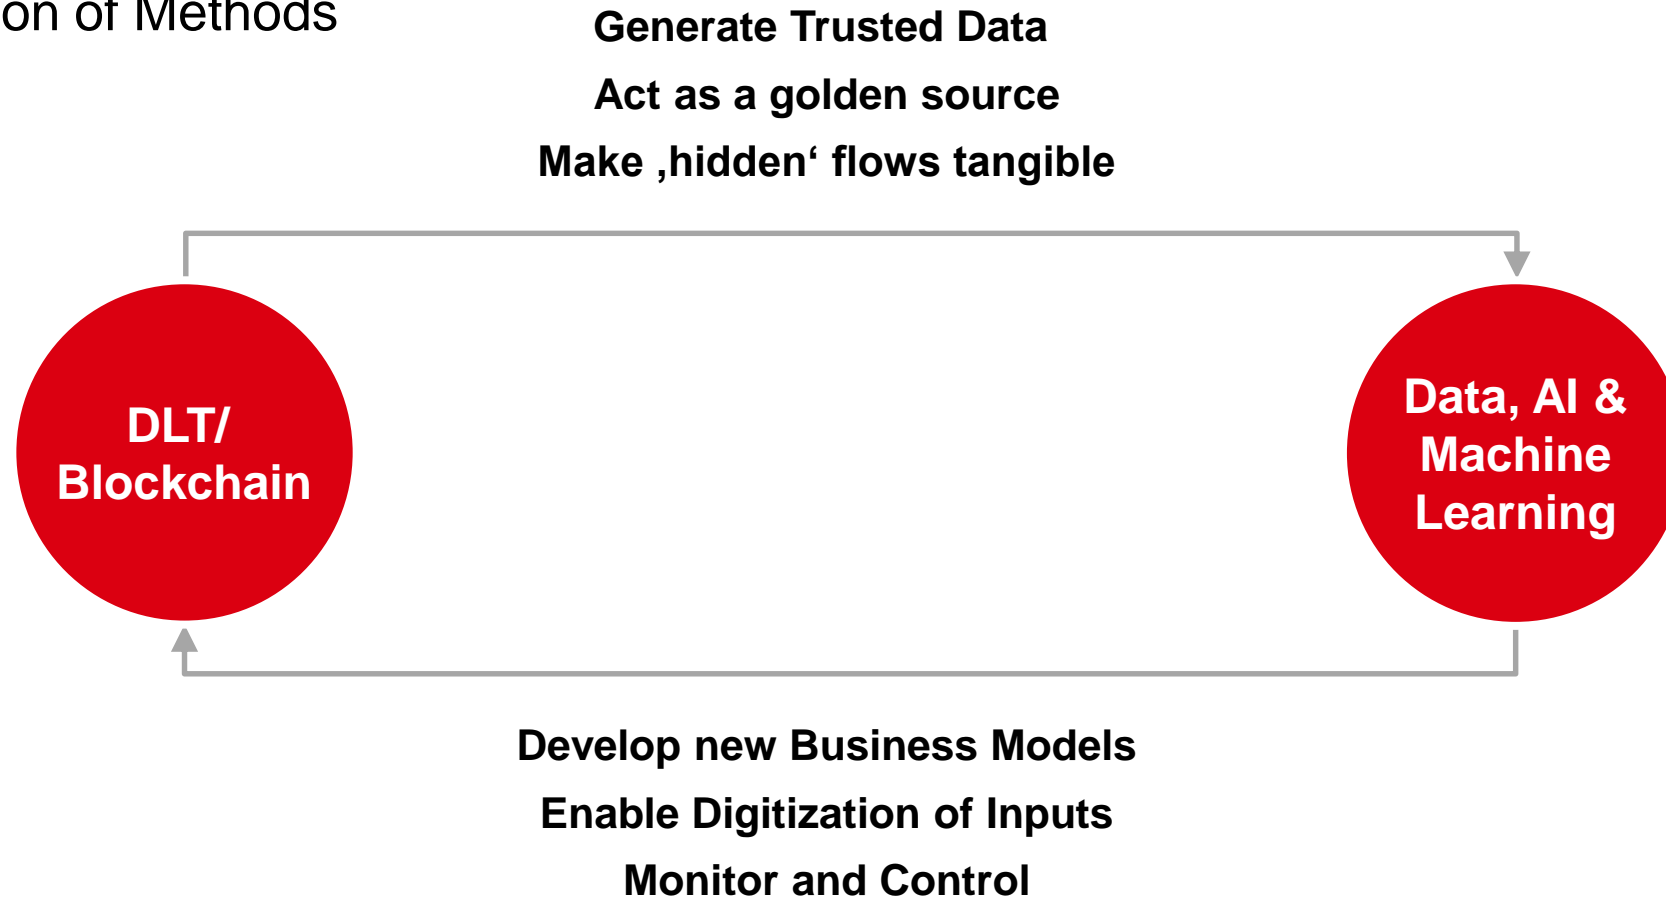 on of Methods
Generate Trusted Data
Act as a golden source
Make ‚hidden‘ flows tangible
DLT/
Blockchain
Data, AI &
Machine
Learning
Develop new Business Models
Enable Digitization of Inputs
Monitor and Control